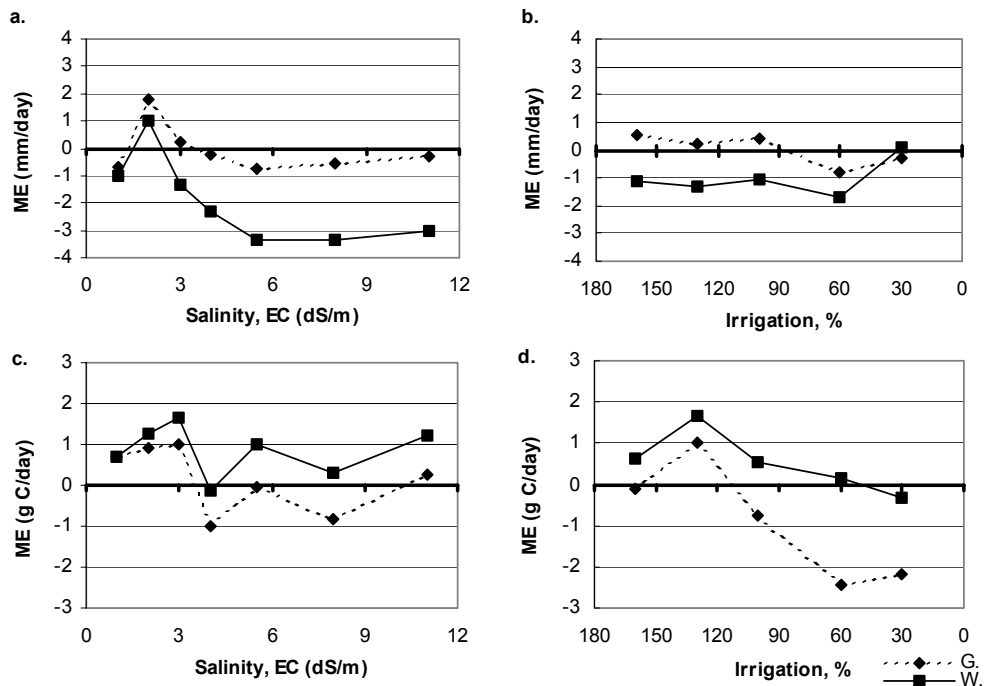 a.
ME (mm/day)
4
3
2
1
0
-1
-2
-3
-4
0 3 6 9 12
Salinity, EC (dS/m)
b.
ME (mm/day)
4
3
2
1
0
-1
-2
-3
-4
180 150 120 90 60 30 0
Irrigation, %
c.
ME (g C/day)
3
2
1
0
-1
-2
-3
0 3 6 9 12
Salinity, EC (dS/m)
d.
ME (g C/day)
3
2
1
0
-1
-2
-3
180 150 120 90 60 30 0
Irrigation, %
G.
W.